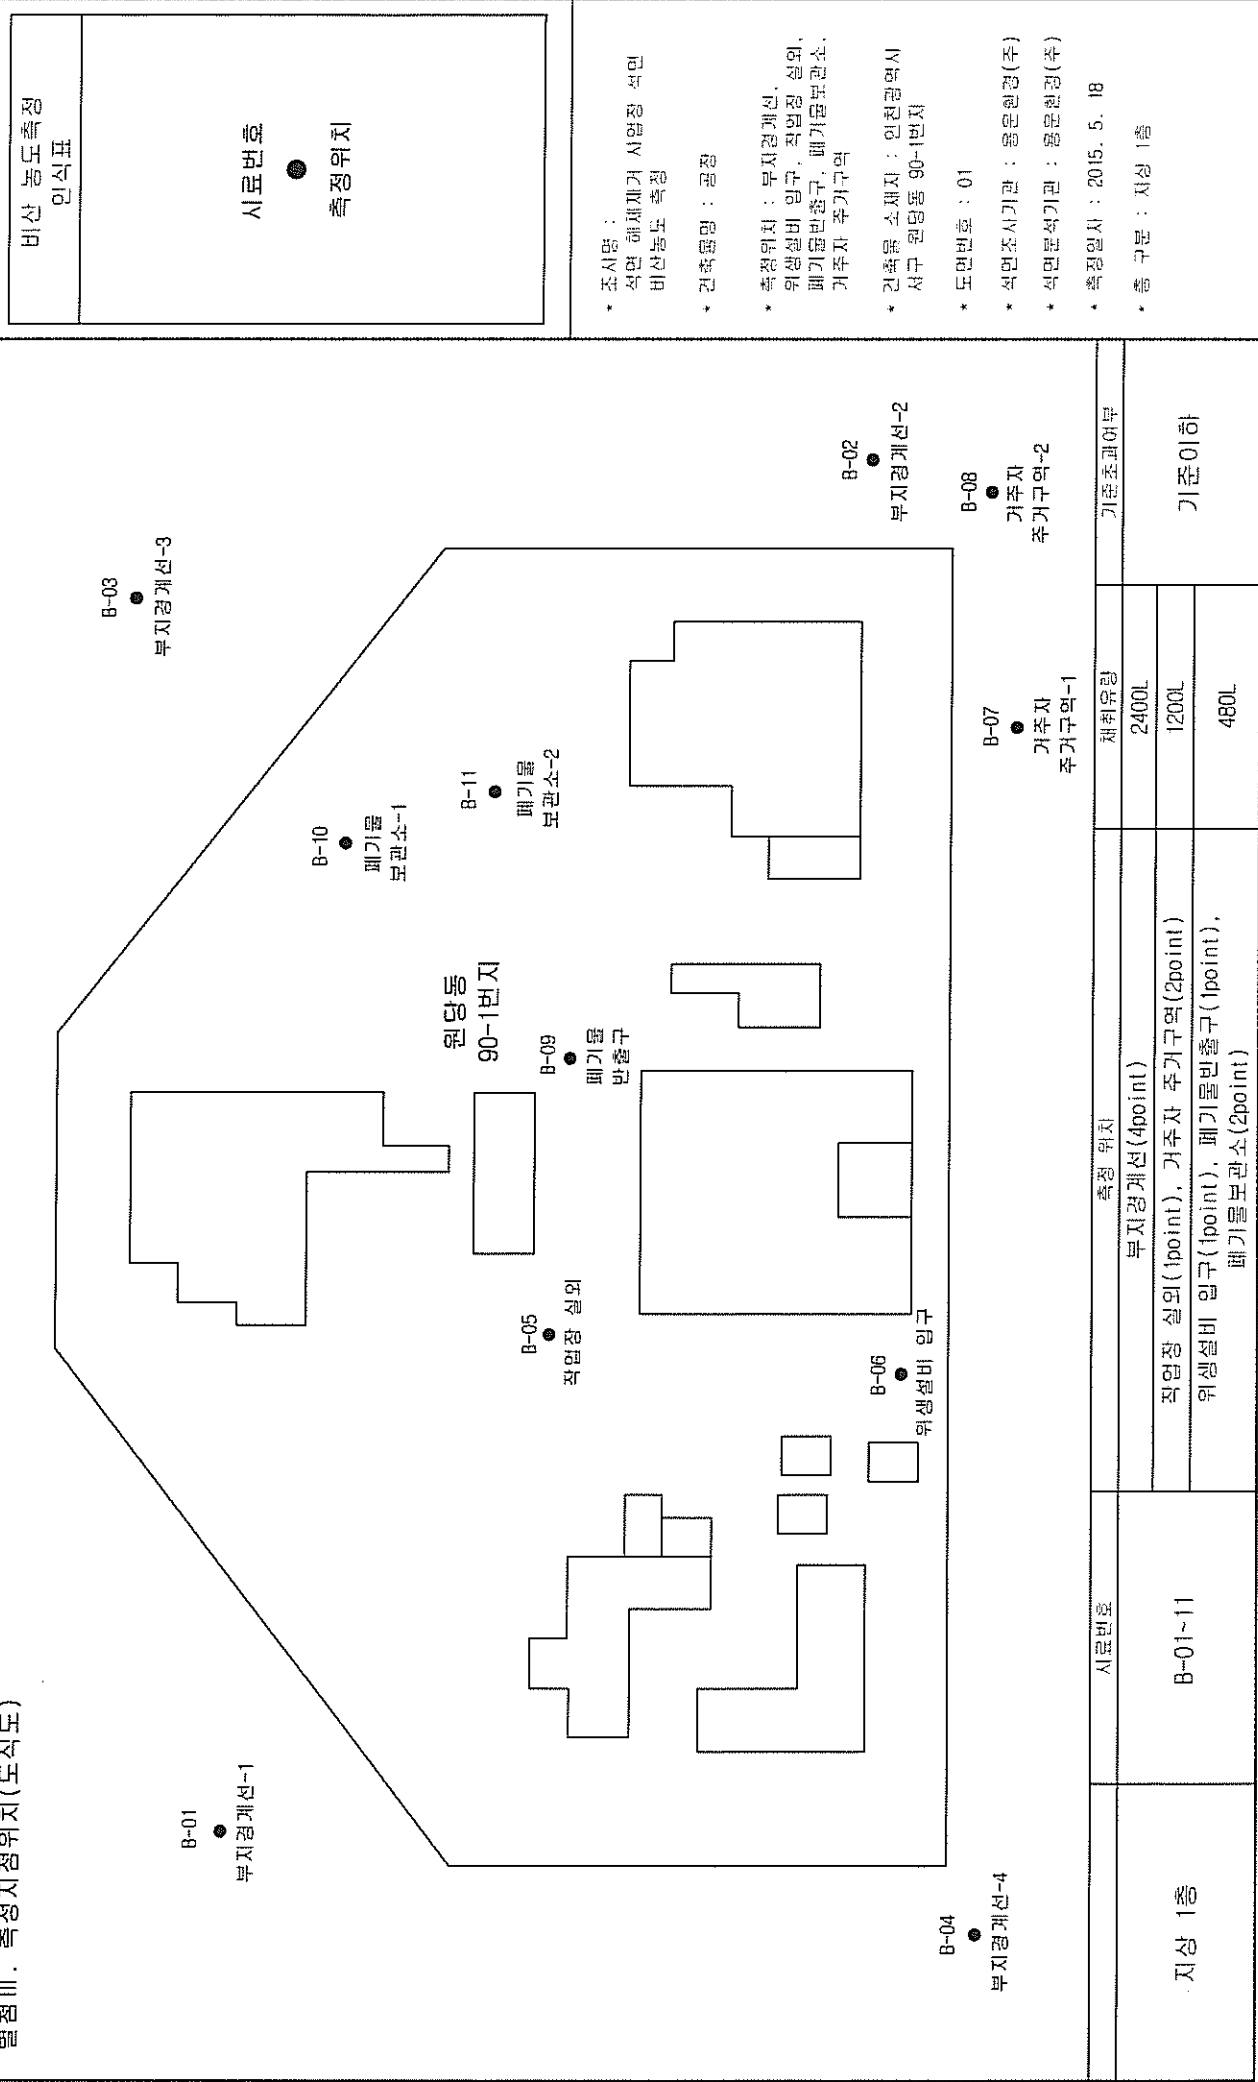 별첨III. 측정지점위치(도식도)
B-01
부지경계선-1
B-03
부지경계선-3
B-10
폐기물
보관소-1
B-11
폐기물
보관소-2
원당동
90-1번지
B-09
폐기물
반출구
B-05
작업장 실외
B-06
위생설비 입구
B-02
부지경계선-2
B-08
거주자
주거구역-2
B-07
거주자
주거구역-1
B-04
부지경계선-4
시료번호
측정 위치
채취유량
기준초과여부
지상 1층
B-01~11
부지경계선(4point)
2400L
기준이하
작업장 실외(1point), 거주자 주거구역(2point)
1200L
위생설비 입구(1point), 폐기물반출구(1point),
폐기물보관소(2point)
480L
비산 농도측정
인식표
시료번호
측정위치
* 조사명 :
석면 해체제거 사업장 석면
비산농도 측정
* 건축물명 : 공장
* 측정위치 : 부지경계선,
위생설비 입구, 작업장 실외,
폐기물반출구, 폐기물보관소,
거주자 주거구역
* 건축물 소재지 : 인천광역시
서구 원당동 90-1번지
* 도면번호 : 01
* 석면조사기관 : 용운환경(주)
* 석면분석기관 : 용운환경(주)
* 측정일시 : 2015. 5. 18
* 층 구분 : 지상 1층